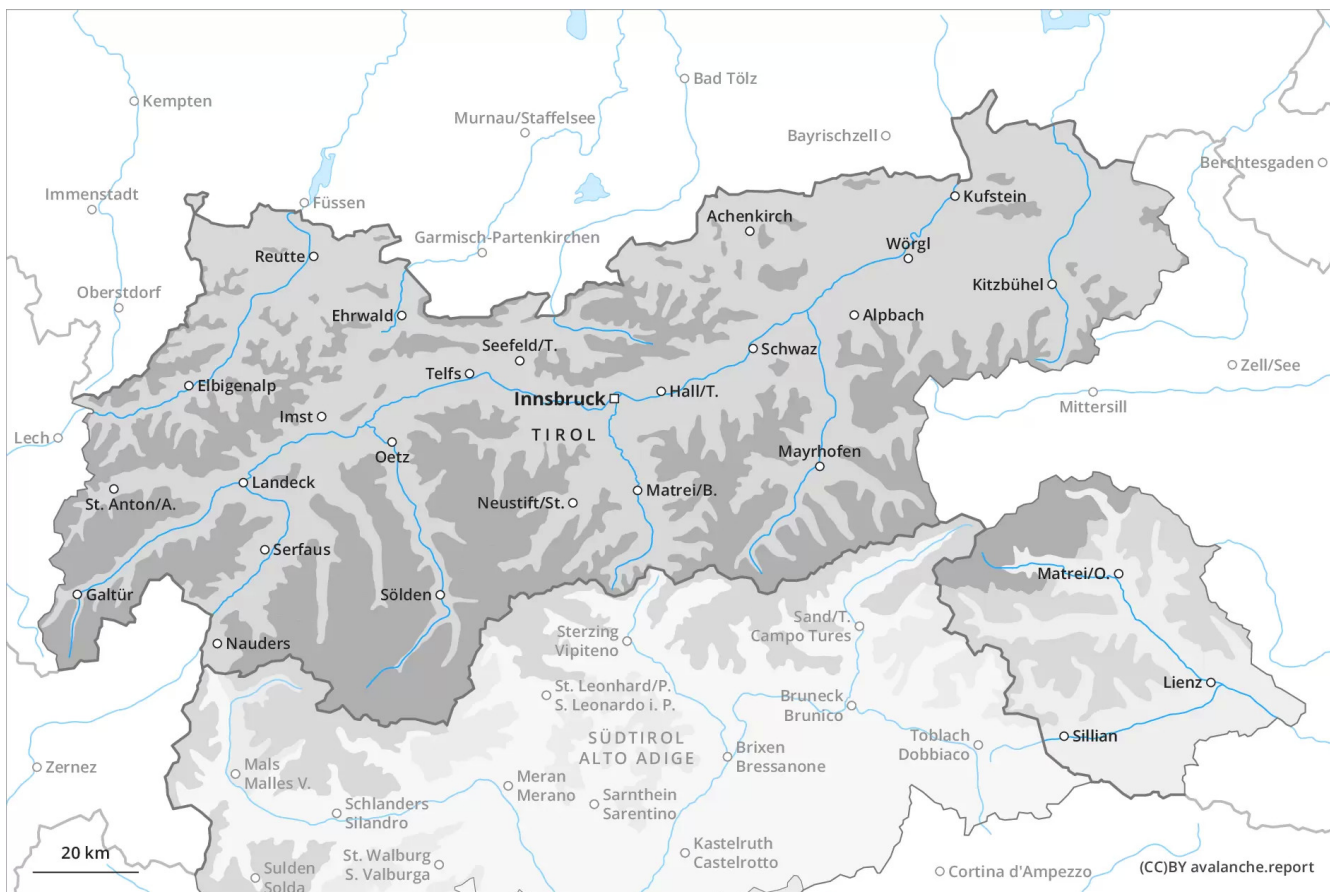 Bad Tölz
Kempten
Murnau/Staffelsee
Bayrischzell
Berchtesgaden
Immenstadt
Füssen
Kufstein
Achenkirch
Garmisch-Partenkirchen
Wörgl
Reutte
Kitzbühel
Oberstdorf
Ehrwald
Alpbach
Seefeld/T.
Schwaz
Zell/See
Telfs
Elbigenalp
Hall/T.
Innsbruck
Mittersill
Imst
TIROL
Lech
Oetz
Mayrhofen
Landeck
Matrei/B.
St. Anton/A.
Neustift/St.
Serfaus
Matrei/O.
Galtür
Sölden
Sand/T.
Campo Tures
Sterzing
Vipiteno
Nauders
Lienz
St. Leonhard/P.
S. Leonardo i. P.
Bruneck
Brunico
SÜDTIROL
ALTO ADIGE
Toblach
Dobbiaco
Sillian
Brixen
Bressanone
Zernez
Mals
Malles V.
Meran
Merano
Sarnthein
Sarentino
Schlanders
Silandro
20 km
Kastelruth
Castelrotto
St. Walburg
S. Valburga
Sulden
Solda
Cortina d'Ampezzo
(CC)BY avalanche.report